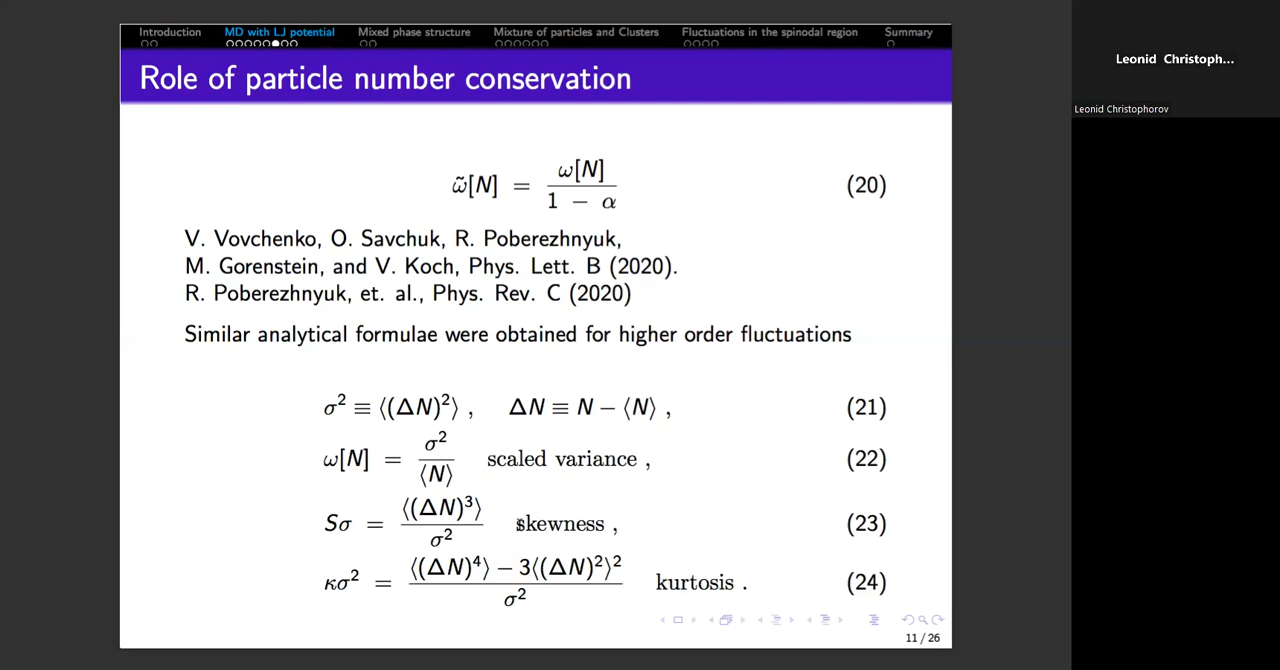 Introduction MD with LJ potential Mixed phase structure Mixture of particles and Clusters Fluctuations in the spinodal region Summary
Role of particle number conservation
ω̃[N] = ω[N] / (1 − α) (20)
V. Vovchenko, O. Savchuk, R. Poberezhnyuk,
M. Gorenstein, and V. Koch, Phys. Lett. B (2020).
R. Poberezhnyuk, et. al., Phys. Rev. C (2020)
Similar analytical formulae were obtained for higher order fluctuations
σ² ≡ ⟨(ΔN)²⟩ , ΔN ≡ N − ⟨N⟩ , (21)
ω[N] = σ² / ⟨N⟩ scaled variance , (22)
Sσ = ⟨(ΔN)³⟩ / σ² skewness , (23)
κσ² = (⟨(ΔN)⁴⟩ − 3⟨(ΔN)²⟩²) / σ² kurtosis . (24)
11 / 26
Leonid Christoph...
Leonid Christophorov